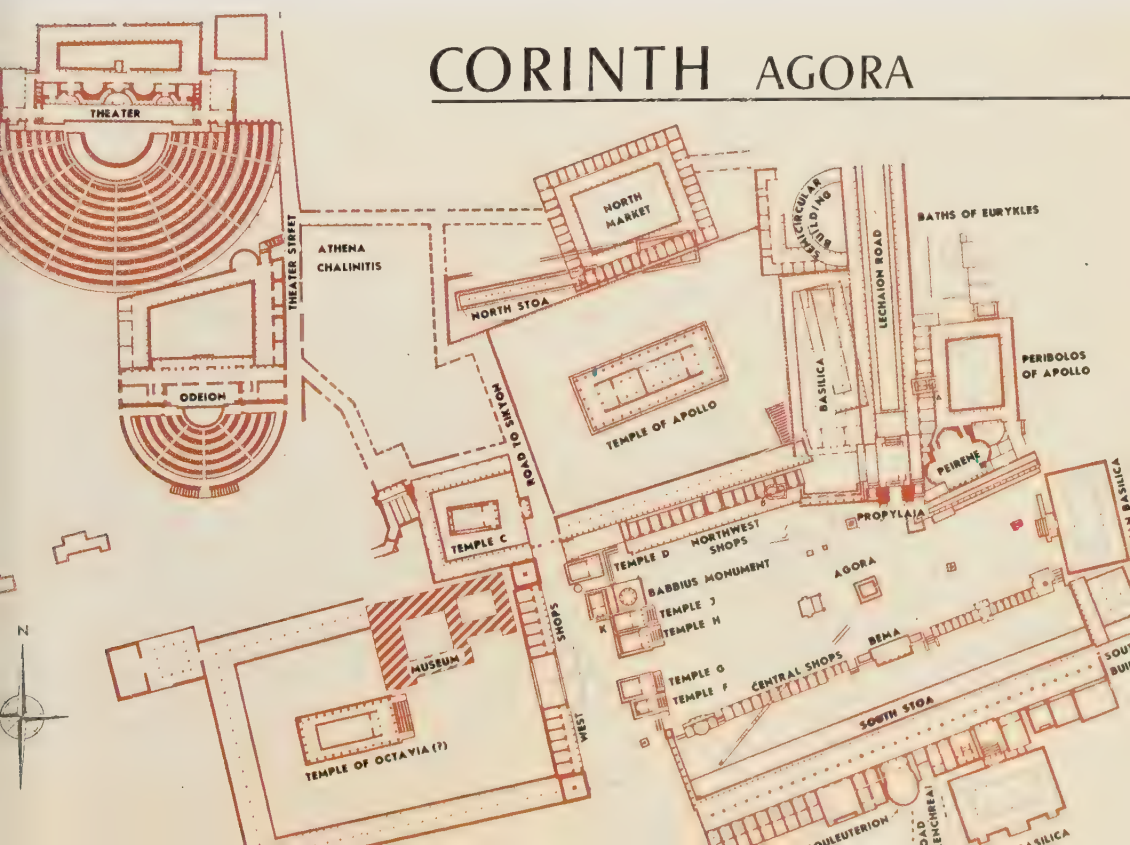 CORINTH AGORA
THEATER
THEATER STREET
ATHENA
CHALINITIS
NORTH
MARKET
NORTH STOA
SEMICIRCULAR
BUILDING
LECHAION ROAD
BATHS OF EURYKLES
PERIBOLOS
OF APOLLO
BASILICA
TEMPLE OF APOLLO
ODEION
ROAD TO SIKYON
PEIRENE
PROPYLAIA
TEMPLE C
NORTHWEST
SHOPS
TEMPLE D
BABBIUS MONUMENT
AGORA
TEMPLE J
TEMPLE H
K
BEMA
N
MUSEUM
WEST SHOPS
TEMPLE G
TEMPLE F
CENTRAL SHOPS
SOUTH STOA
TEMPLE OF OCTAVIA (?)
BASILICA